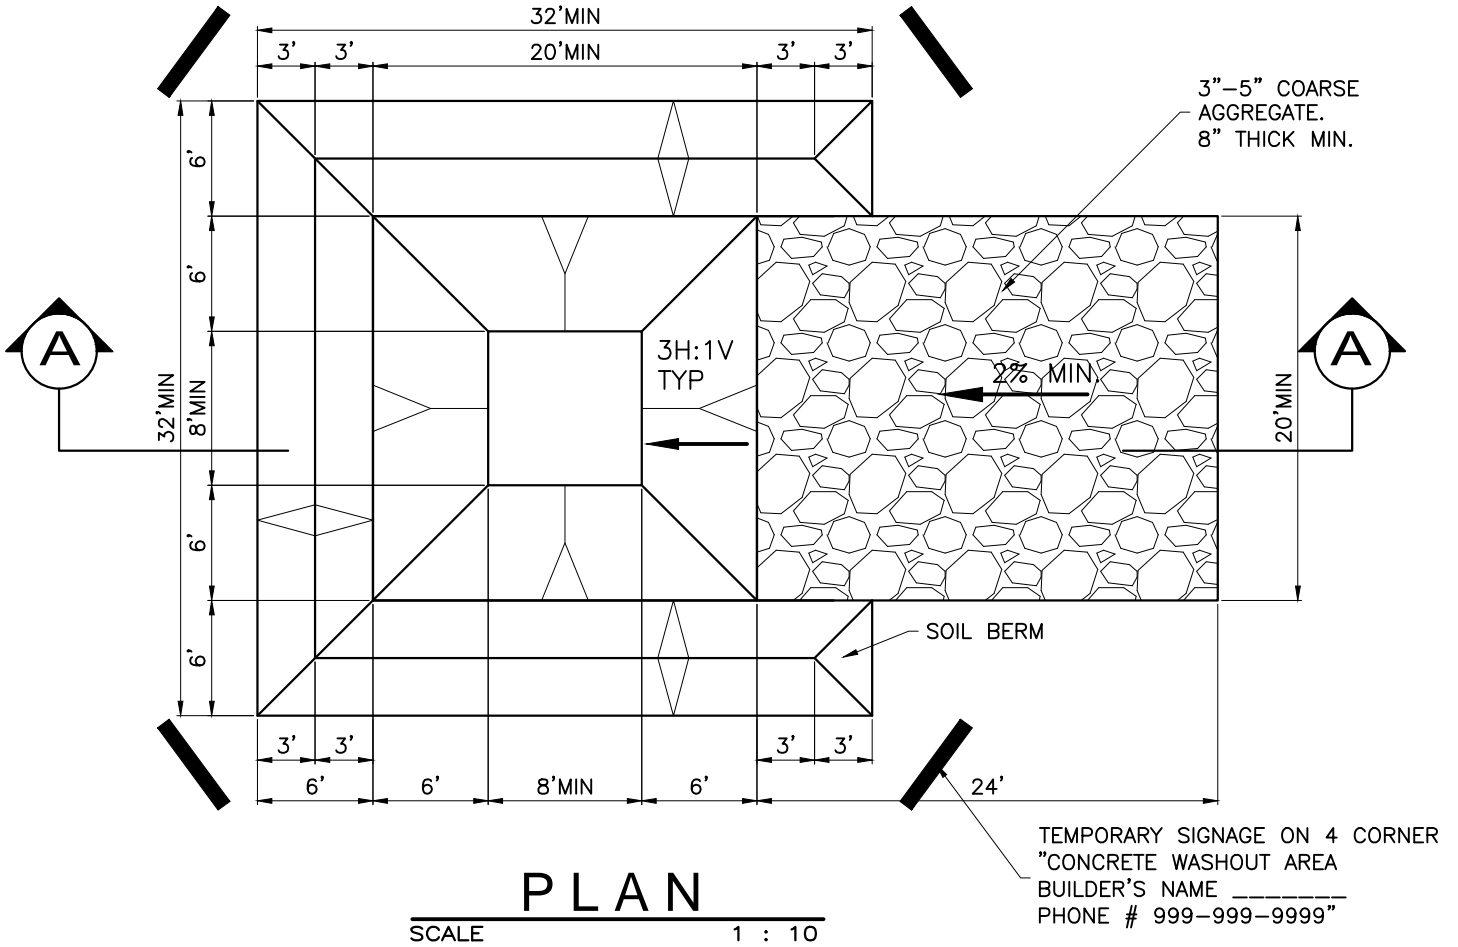 32'MIN
3'
3'
20'MIN
3'
3'
3"-5" COARSE
AGGREGATE.
8" THICK MIN.
6'
6'
A
3H:1V
TYP
A
2% MIN.
32'MIN
8'MIN
20'MIN
6'
SOIL BERM
6'
3'
3'
3'
3'
6'
6'
8'MIN
6'
24'
TEMPORARY SIGNAGE ON 4 CORNER
"CONCRETE WASHOUT AREA
BUILDER'S NAME ________
PHONE # 999-999-9999"
PLAN
SCALE 1 : 10